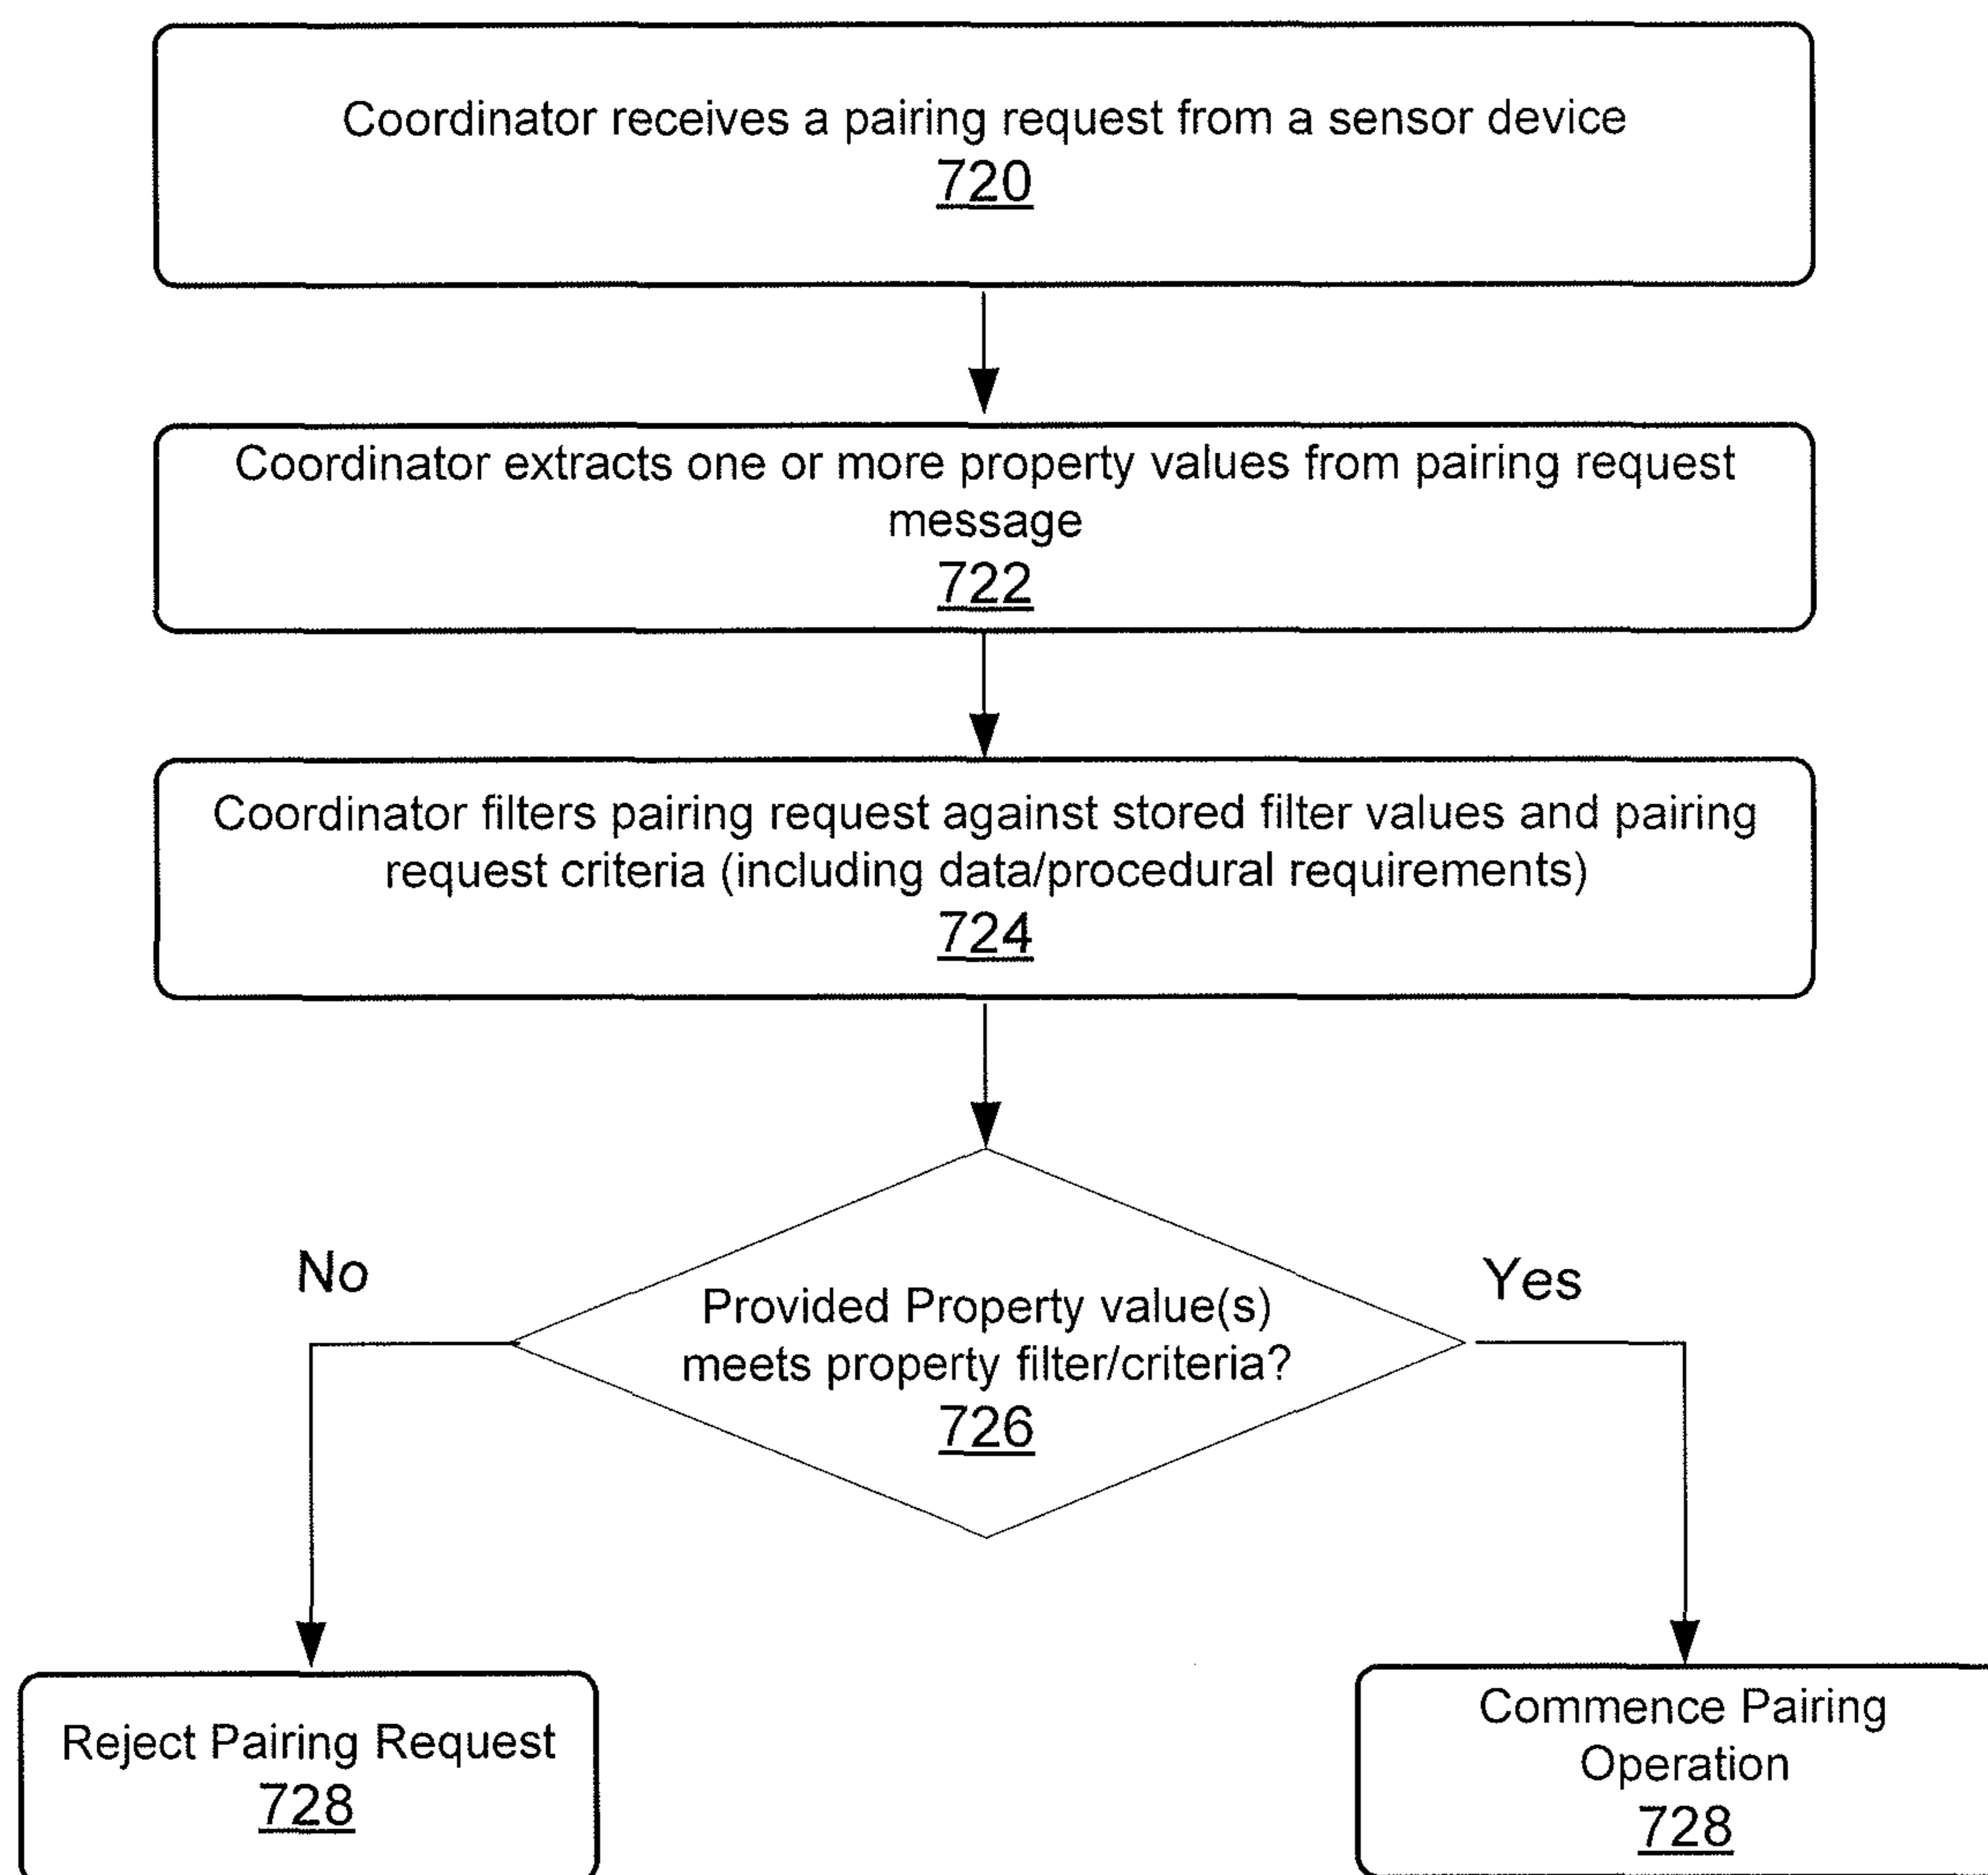 Coordinator receives a pairing request from a sensor device
720
Coordinator extracts one or more property values from pairing request
message
722
Coordinator filters pairing request against stored filter values and pairing
request criteria (including data/procedural requirements)
724
No
Yes
Provided Property value(s)
meets property filter/criteria?
726
Reject Pairing Request
728
Commence Pairing
Operation
728